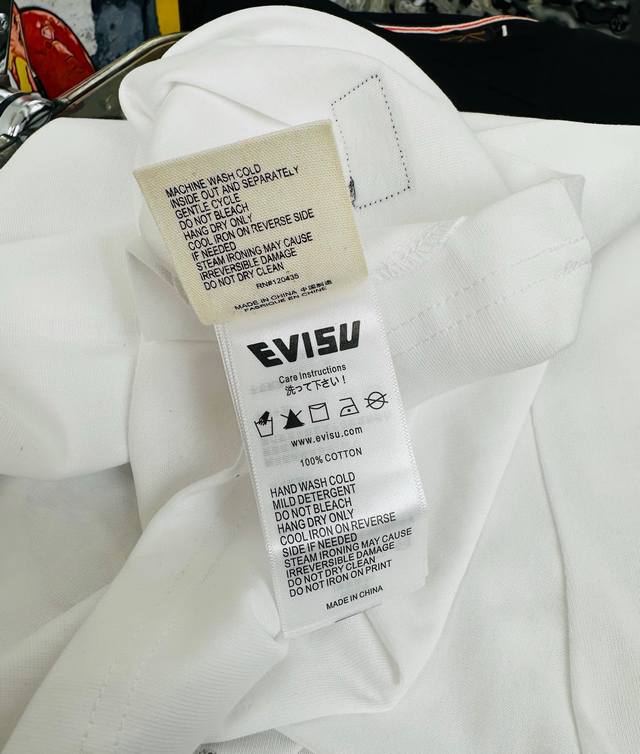 MACHINE WASH COLD
INSIDE OUT AND SEPARATELY
GENTLE CYCLE
DO NOT BLEACH
HANG DRY ONLY
COOL IRON ON REVERSE SIDE
IF NEEDED
STEAM IRONING MAY CAUSE
IRREVERSIBLE DAMAGE
DO NOT DRY CLEAN
RN#120435
MADE IN CHINA 中国制造
FABRIQUE EN CHINE
EVISU
Care Instructions
洗って下さい！
www.evisu.com
100% COTTON
HAND WASH COLD
MILD DETERGENT
DO NOT BLEACH
HANG DRY ONLY
COOL IRON ON REVERSE
SIDE IF NEEDED
STEAM IRONING MAY CAUSE
IRREVERSIBLE DAMAGE
DO NOT DRY CLEAN
DO NOT IRON ON PRINT
MADE IN CHINA